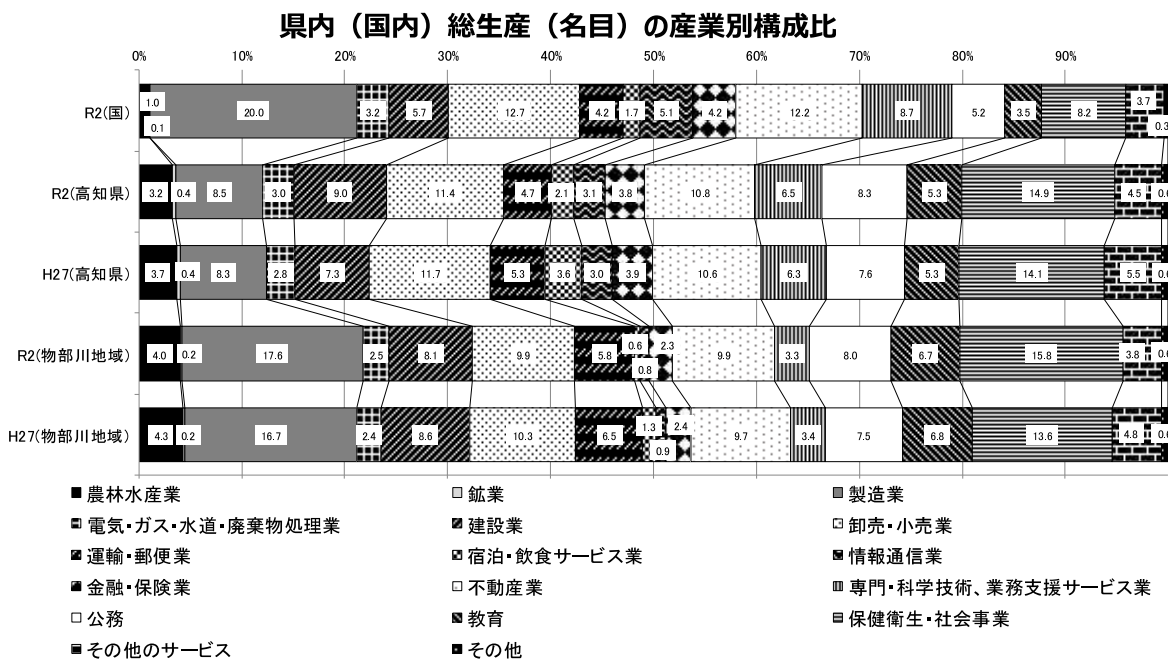 県内（国内）総生産（名目）の産業別構成比
0% 10% 20% 30% 40% 50% 60% 70% 80% 90%
R2(国) 1.0 0.1 20.0 3.2 5.7 12.7 4.2 1.7 5.1 4.2 12.2 8.7 5.2 3.5 8.2 3.7 0.3
R2(高知県) 3.2 0.4 8.5 3.0 9.0 11.4 4.7 2.1 3.1 3.8 10.8 6.5 8.3 5.3 14.9 4.5
H27(高知県) 3.7 0.4 8.3 2.8 7.3 11.7 5.3 3.6 3.0 3.9 10.6 6.3 7.6 5.3 14.1 5.5
R2(物部川地域) 4.0 0.2 17.6 2.5 8.1 9.9 5.8 0.6 0.8 2.3 9.9 3.3 8.0 6.7 15.8 3.8
H27(物部川地域) 4.3 0.2 16.7 2.4 8.6 10.3 6.5 1.3 0.9 2.4 9.7 3.4 7.5 6.8 13.6 4.8
農林水産業 鉱業 製造業
電気・ガス・水道・廃棄物処理業 建設業 卸売・小売業
運輸・郵便業 宿泊・飲食サービス業 情報通信業
金融・保険業 不動産業 専門・科学技術、業務支援サービス業
公務 教育 保健衛生・社会事業
その他のサービス その他